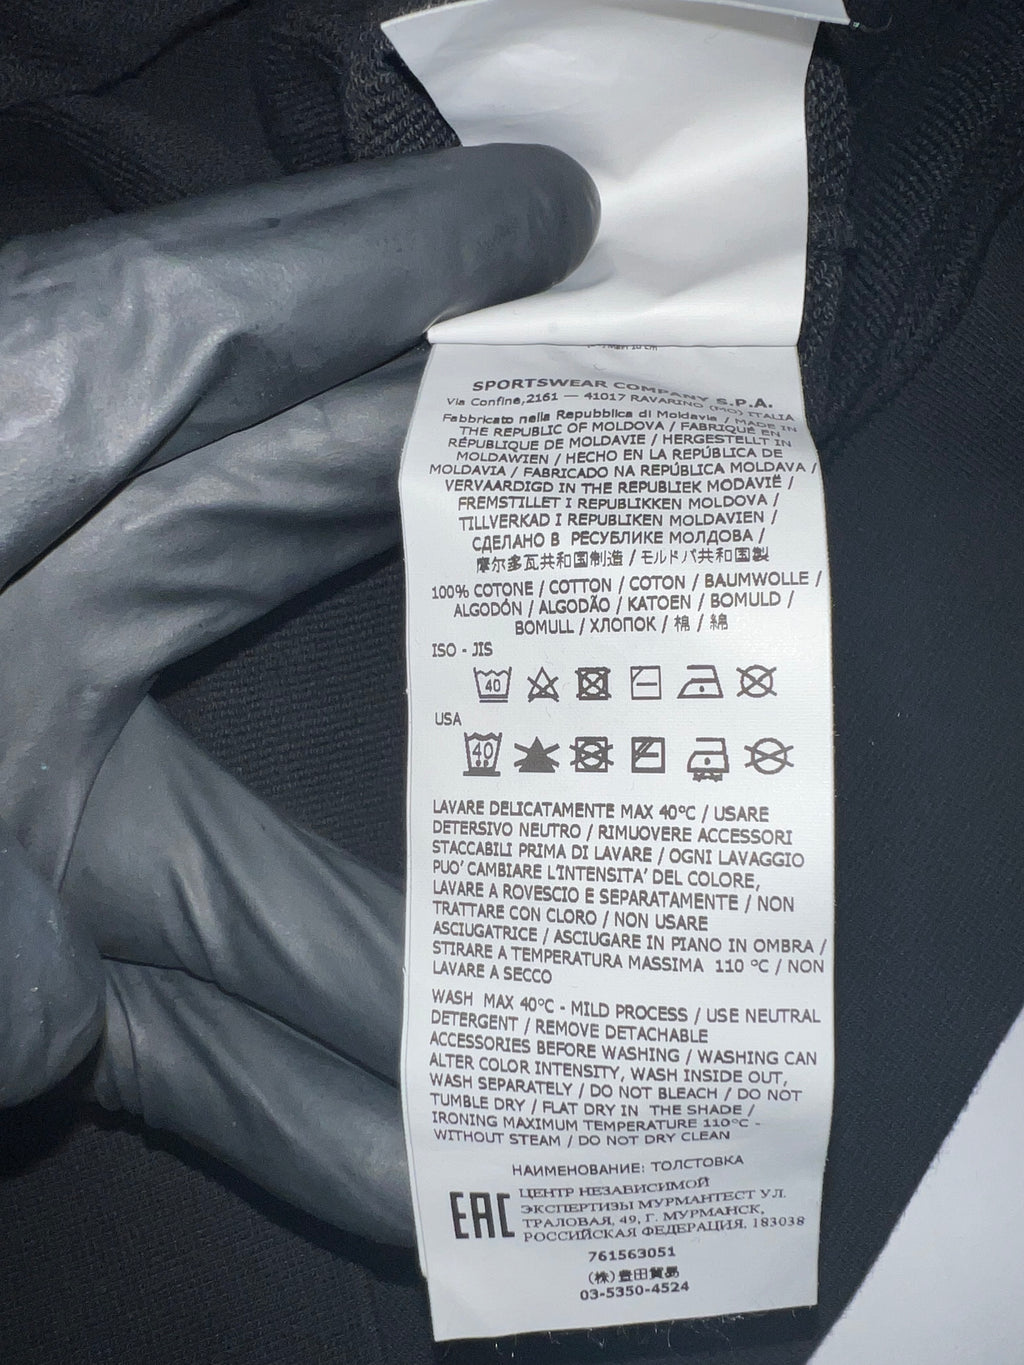 SPORTSWEAR COMPANY S.P.A.
Via Confine,2161 — 41017 RAVARINO (MO) ITALIA
Fabbricato nella Repubblica di Moldavia / MADE IN
THE REPUBLIC OF MOLDOVA / FABRIQUÉ EN
RÉPUBLIQUE DE MOLDAVIE / HERGESTELLT IN
MOLDAWIEN / HECHO EN LA REPÚBLICA DE
MOLDAVIA / FABRICADO NA REPÚBLICA MOLDAVA /
VERVAARDIGD IN THE REPUBLIEK MODAVIË /
FREMSTILLET I REPUBLIKKEN MOLDOVA /
TILLVERKAD I REPUBLIKEN MOLDAVIEN /
СДЕЛАНО В РЕСУБЛИКЕ МОЛДОВА /
摩尔多瓦共和国制造 / モルドバ共和国製
100% COTONE / COTTON / COTON / BAUMWOLLE /
ALGODÓN / ALGODÃO / KATOEN / BOMULD /
BOMULL / ХЛОПОК / 棉 / 綿
ISO - JIS
40
USA
40
LAVARE DELICATAMENTE MAX 40°C / USARE
DETERSIVO NEUTRO / RIMUOVERE ACCESSORI
STACCABILI PRIMA DI LAVARE / OGNI LAVAGGIO
PUO' CAMBIARE L'INTENSITA' DEL COLORE,
LAVARE A ROVESCIO E SEPARATAMENTE / NON
TRATTARE CON CLORO / NON USARE
ASCIUGATRICE / ASCIUGARE IN PIANO IN OMBRA /
STIRARE A TEMPERATURA MASSIMA 110 °C / NON
LAVARE A SECCO
WASH MAX 40°C - MILD PROCESS / USE NEUTRAL
DETERGENT / REMOVE DETACHABLE
ACCESSORIES BEFORE WASHING / WASHING CAN
ALTER COLOR INTENSITY, WASH INSIDE OUT,
WASH SEPARATELY / DO NOT BLEACH / DO NOT
TUMBLE DRY / FLAT DRY IN THE SHADE /
IRONING MAXIMUM TEMPERATURE 110°C -
WITHOUT STEAM / DO NOT DRY CLEAN
НАИМЕНОВАНИЕ: ТОЛСТОВКА
EAC
ЦЕНТР НЕЗАВИСИМОЙ
ЭКСПЕРТИЗЫ МУРМАНТЕСТ УЛ.
ТРАЛОВАЯ, 49, Г. МУРМАНСК,
РОССИЙСКАЯ ФЕДЕРАЦИЯ. 183038
761563051
(株)豊田貿易
03-5350-4524